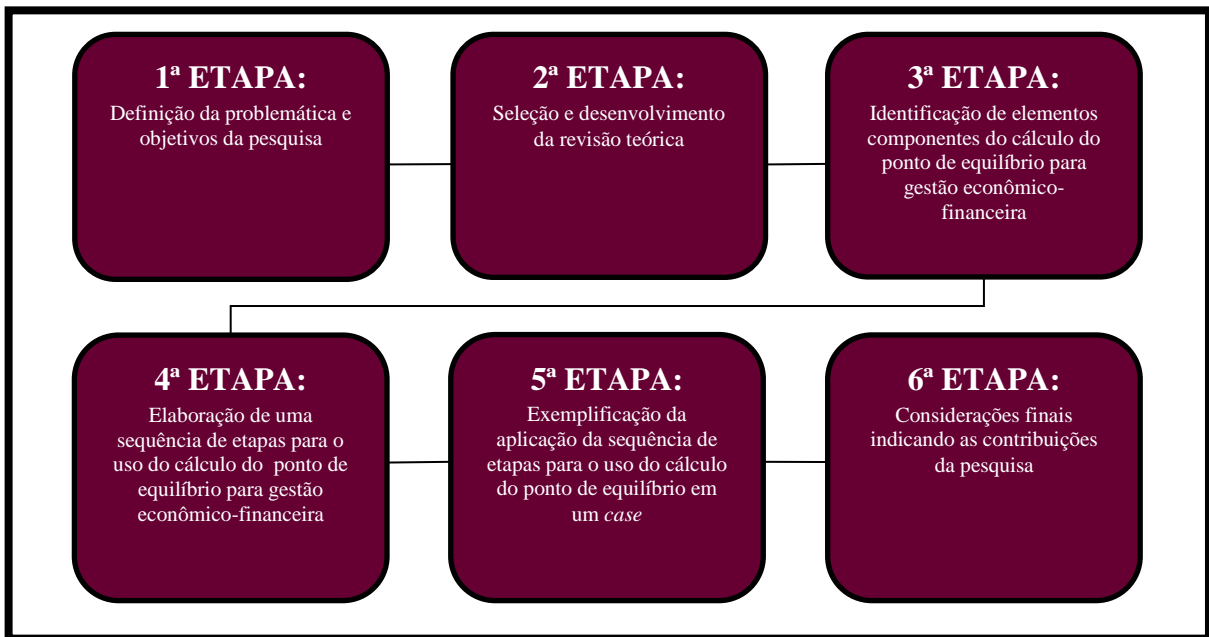 1ª ETAPA:
Definição da problemática e
objetivos da pesquisa
2ª ETAPA:
Seleção e desenvolvimento
da revisão teórica
3ª ETAPA:
Identificação de elementos
componentes do cálculo do
ponto de equilíbrio para
gestão econômico-
financeira
4ª ETAPA:
Elaboração de uma
sequência de etapas para o
uso do cálculo do ponto de
equilíbrio para gestão
econômico-financeira
5ª ETAPA:
Exemplificação da
aplicação da sequência de
etapas para o uso do cálculo
do ponto de equilíbrio em
um case
6ª ETAPA:
Considerações finais
indicando as contribuições
da pesquisa